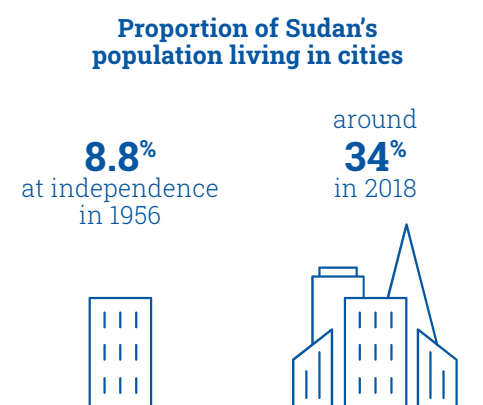 Proportion of Sudan’s
population living in cities
8.8%
at independence
in 1956
around
34%
in 2018